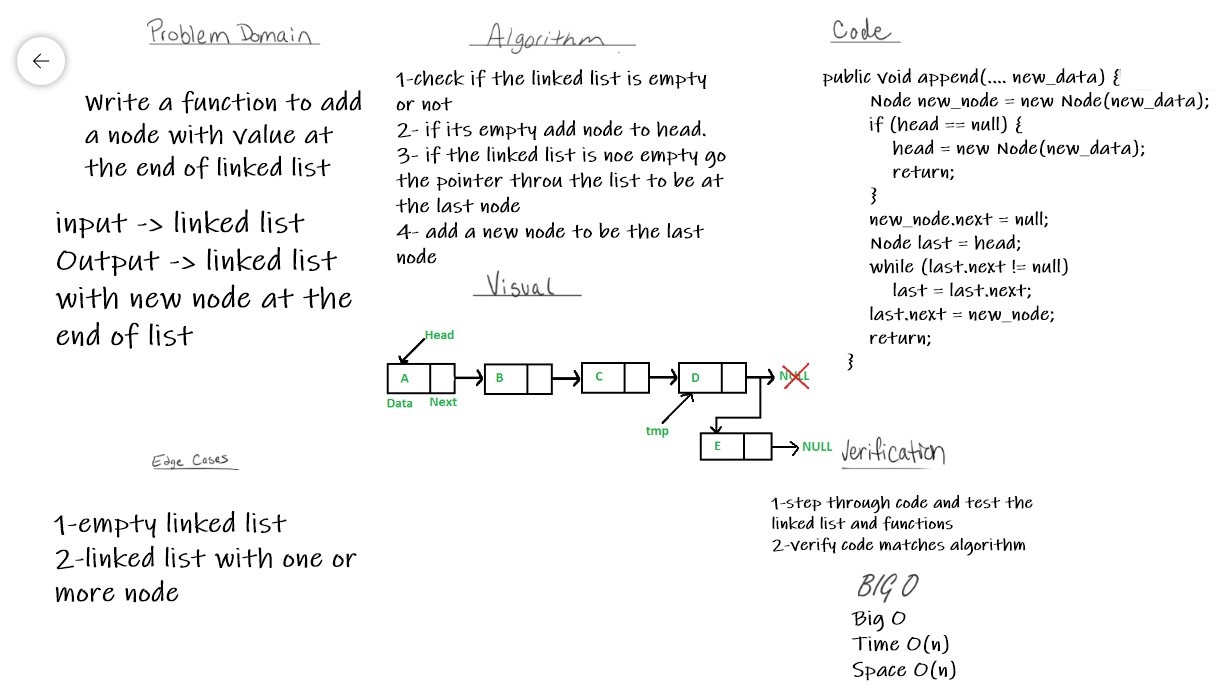 Problem Domain
Write a function to add
a node with value at
the end of linked list
input -> linked list
Output -> linked list
with new node at the
end of list
Edge Cases
1-empty linked list
2-linked list with one or
more node
Algorithm
1-check if the linked list is empty
or not
2- if its empty add node to head.
3- if the linked list is noe empty go
the pointer throu the list to be at
the last node
4- add a new node to be the last
node
Visual
Head
A
B
C
D
NULL
Data
Next
tmp
E
NULL
Code
public void append(.... new_data) {
Node new_node = new Node(new_data);
if (head == null) {
head = new Node(new_data);
return;
}
new_node.next = null;
Node last = head;
while (last.next != null)
last = last.next;
last.next = new_node;
return;
}
Verification
1-step through code and test the
linked list and functions
2-verify code matches algorithm
BIG O
Big O
Time O(n)
Space O(n)